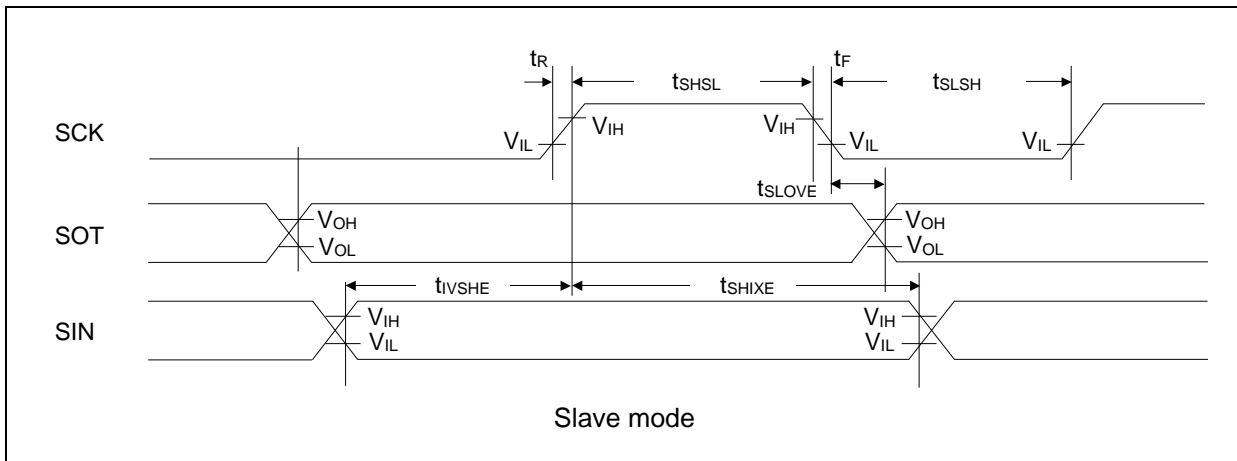 tR tF
tSHSL tSLSH
SCK VIH VIH
VIL VIL VIL
tSLOVE
SOT VOH VOH
VOL VOL
tIVSHE tSHIXE
SIN VIH VIH
VIL VIL
Slave mode